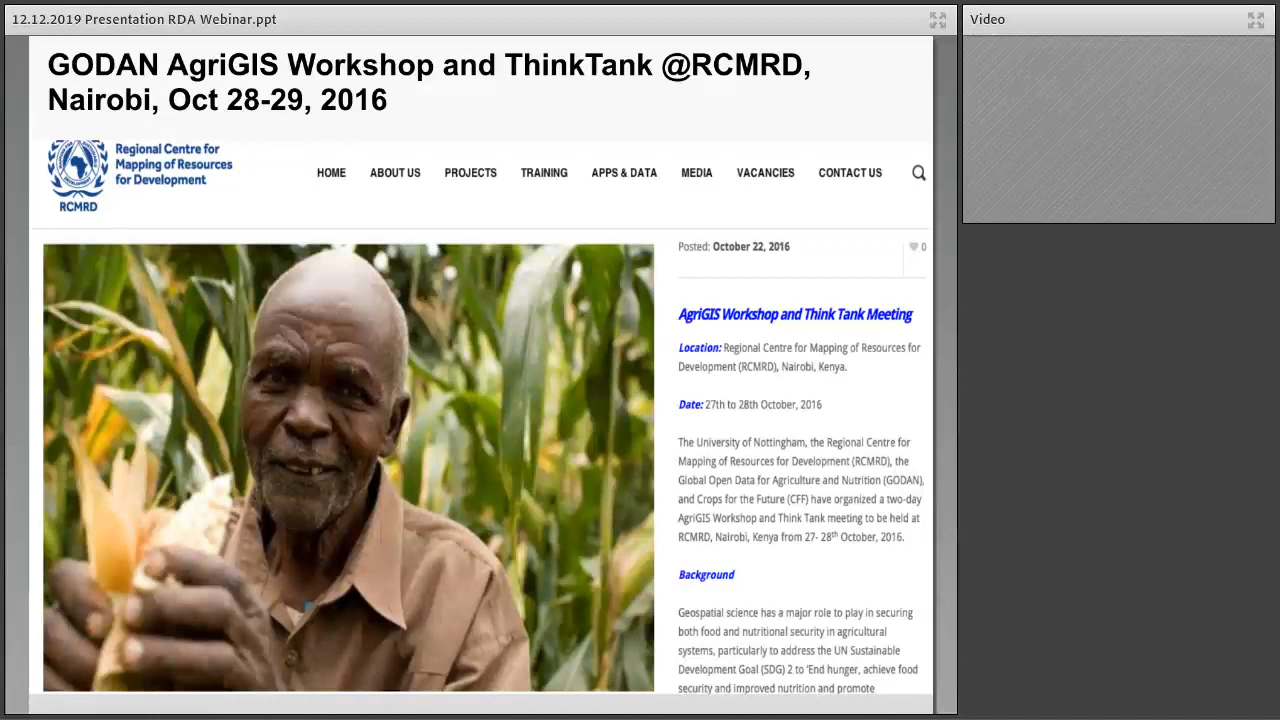 12.12.2019 Presentation RDA Webinar.ppt
Video
GODAN AgriGIS Workshop and ThinkTank @RCMRD,
Nairobi, Oct 28-29, 2016
Regional Centre for
Mapping of Resources
for Development
RCMRD
HOME ABOUT US PROJECTS TRAINING APPS & DATA MEDIA VACANCIES CONTACT US
Posted: October 22, 2016
0
AgriGIS Workshop and Think Tank Meeting
Location: Regional Centre for Mapping of Resources for
Development (RCMRD), Nairobi, Kenya.
Date: 27th to 28th October, 2016
The University of Nottingham, the Regional Centre for
Mapping of Resources for Development (RCMRD), the
Global Open Data for Agriculture and Nutrition (GODAN),
and Crops for the Future (CFF) have organized a two-day
AgriGIS Workshop and Think Tank meeting to be held at
RCMRD, Nairobi, Kenya from 27- 28th October, 2016.
Background
Geospatial science has a major role to play in securing
both food and nutritional security in agricultural
systems, particularly to address the UN Sustainable
Development Goal (SDG) 2 to 'End hunger, achieve food
security and improved nutrition and promote